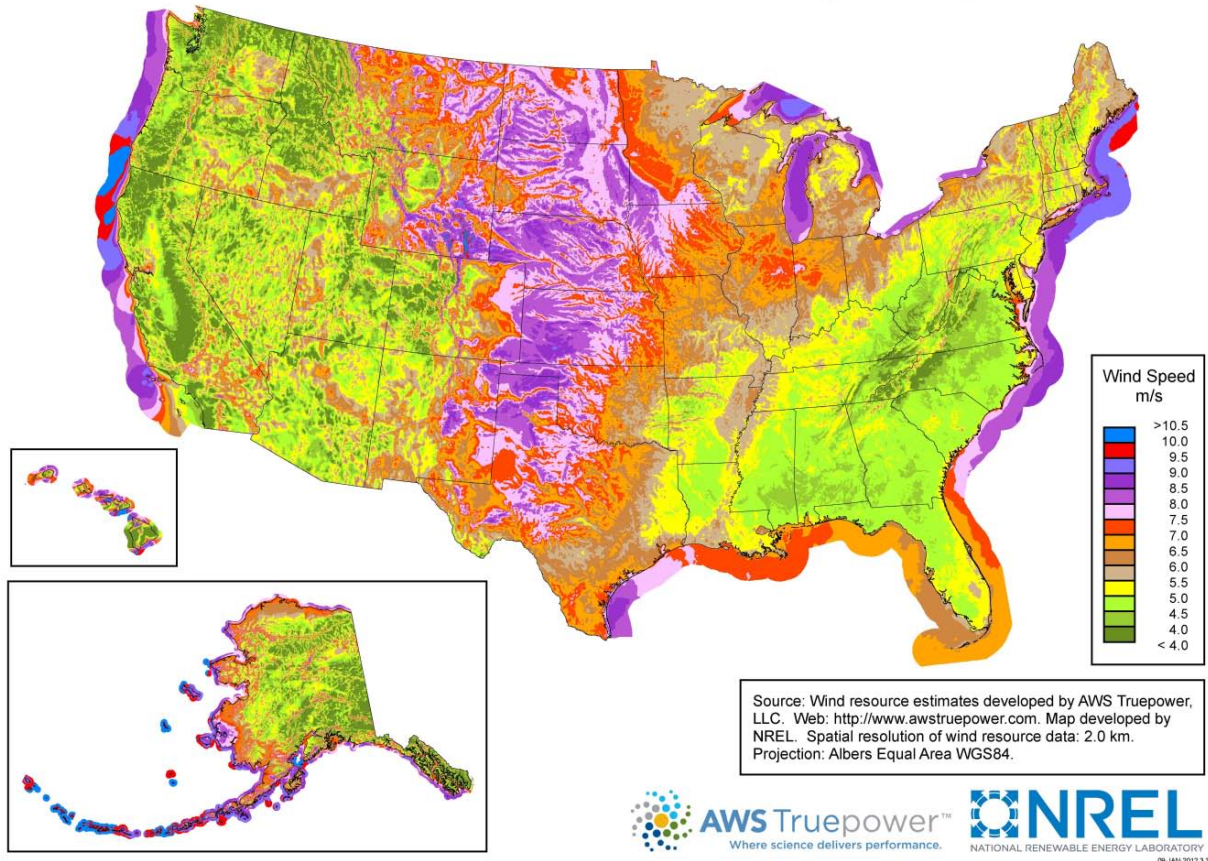 Wind Speed
m/s
>10.5
10.0
9.5
9.0
8.5
8.0
7.5
7.0
6.5
6.0
5.5
5.0
4.5
4.0
< 4.0
Source: Wind resource estimates developed by AWS Truepower,
LLC. Web: http://www.awstruepower.com. Map developed by
NREL. Spatial resolution of wind resource data: 2.0 km.
Projection: Albers Equal Area WGS84.
AWS Truepower™
Where science delivers performance.
NREL
NATIONAL RENEWABLE ENERGY LABORATORY